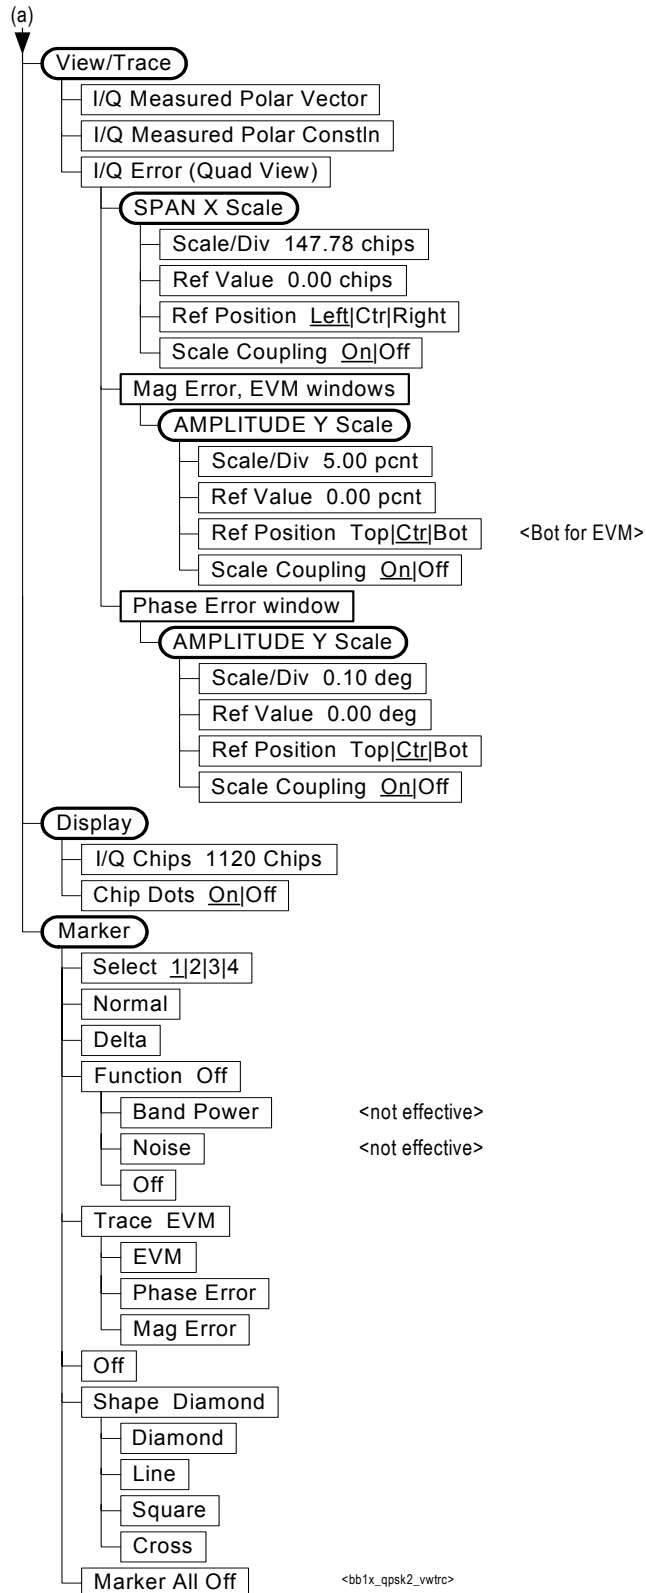 (a)
View/Trace
I/Q Measured Polar Vector
I/Q Measured Polar Constln
I/Q Error (Quad View)
SPAN X Scale
Scale/Div 147.78 chips
Ref Value 0.00 chips
Ref Position Left|Ctr|Right
Scale Coupling On|Off
Mag Error, EVM windows
AMPLITUDE Y Scale
Scale/Div 5.00 pcnt
Ref Value 0.00 pcnt
Ref Position Top|Ctr|Bot <Bot for EVM>
Scale Coupling On|Off
Phase Error window
AMPLITUDE Y Scale
Scale/Div 0.10 deg
Ref Value 0.00 deg
Ref Position Top|Ctr|Bot
Scale Coupling On|Off
Display
I/Q Chips 1120 Chips
Chip Dots On|Off
Marker
Select 1|2|3|4
Normal
Delta
Function Off
Band Power <not effective>
Noise <not effective>
Off
Trace EVM
EVM
Phase Error
Mag Error
Off
Shape Diamond
Diamond
Line
Square
Cross
Marker All Off <bb1x_qpsk2_vwtrc>